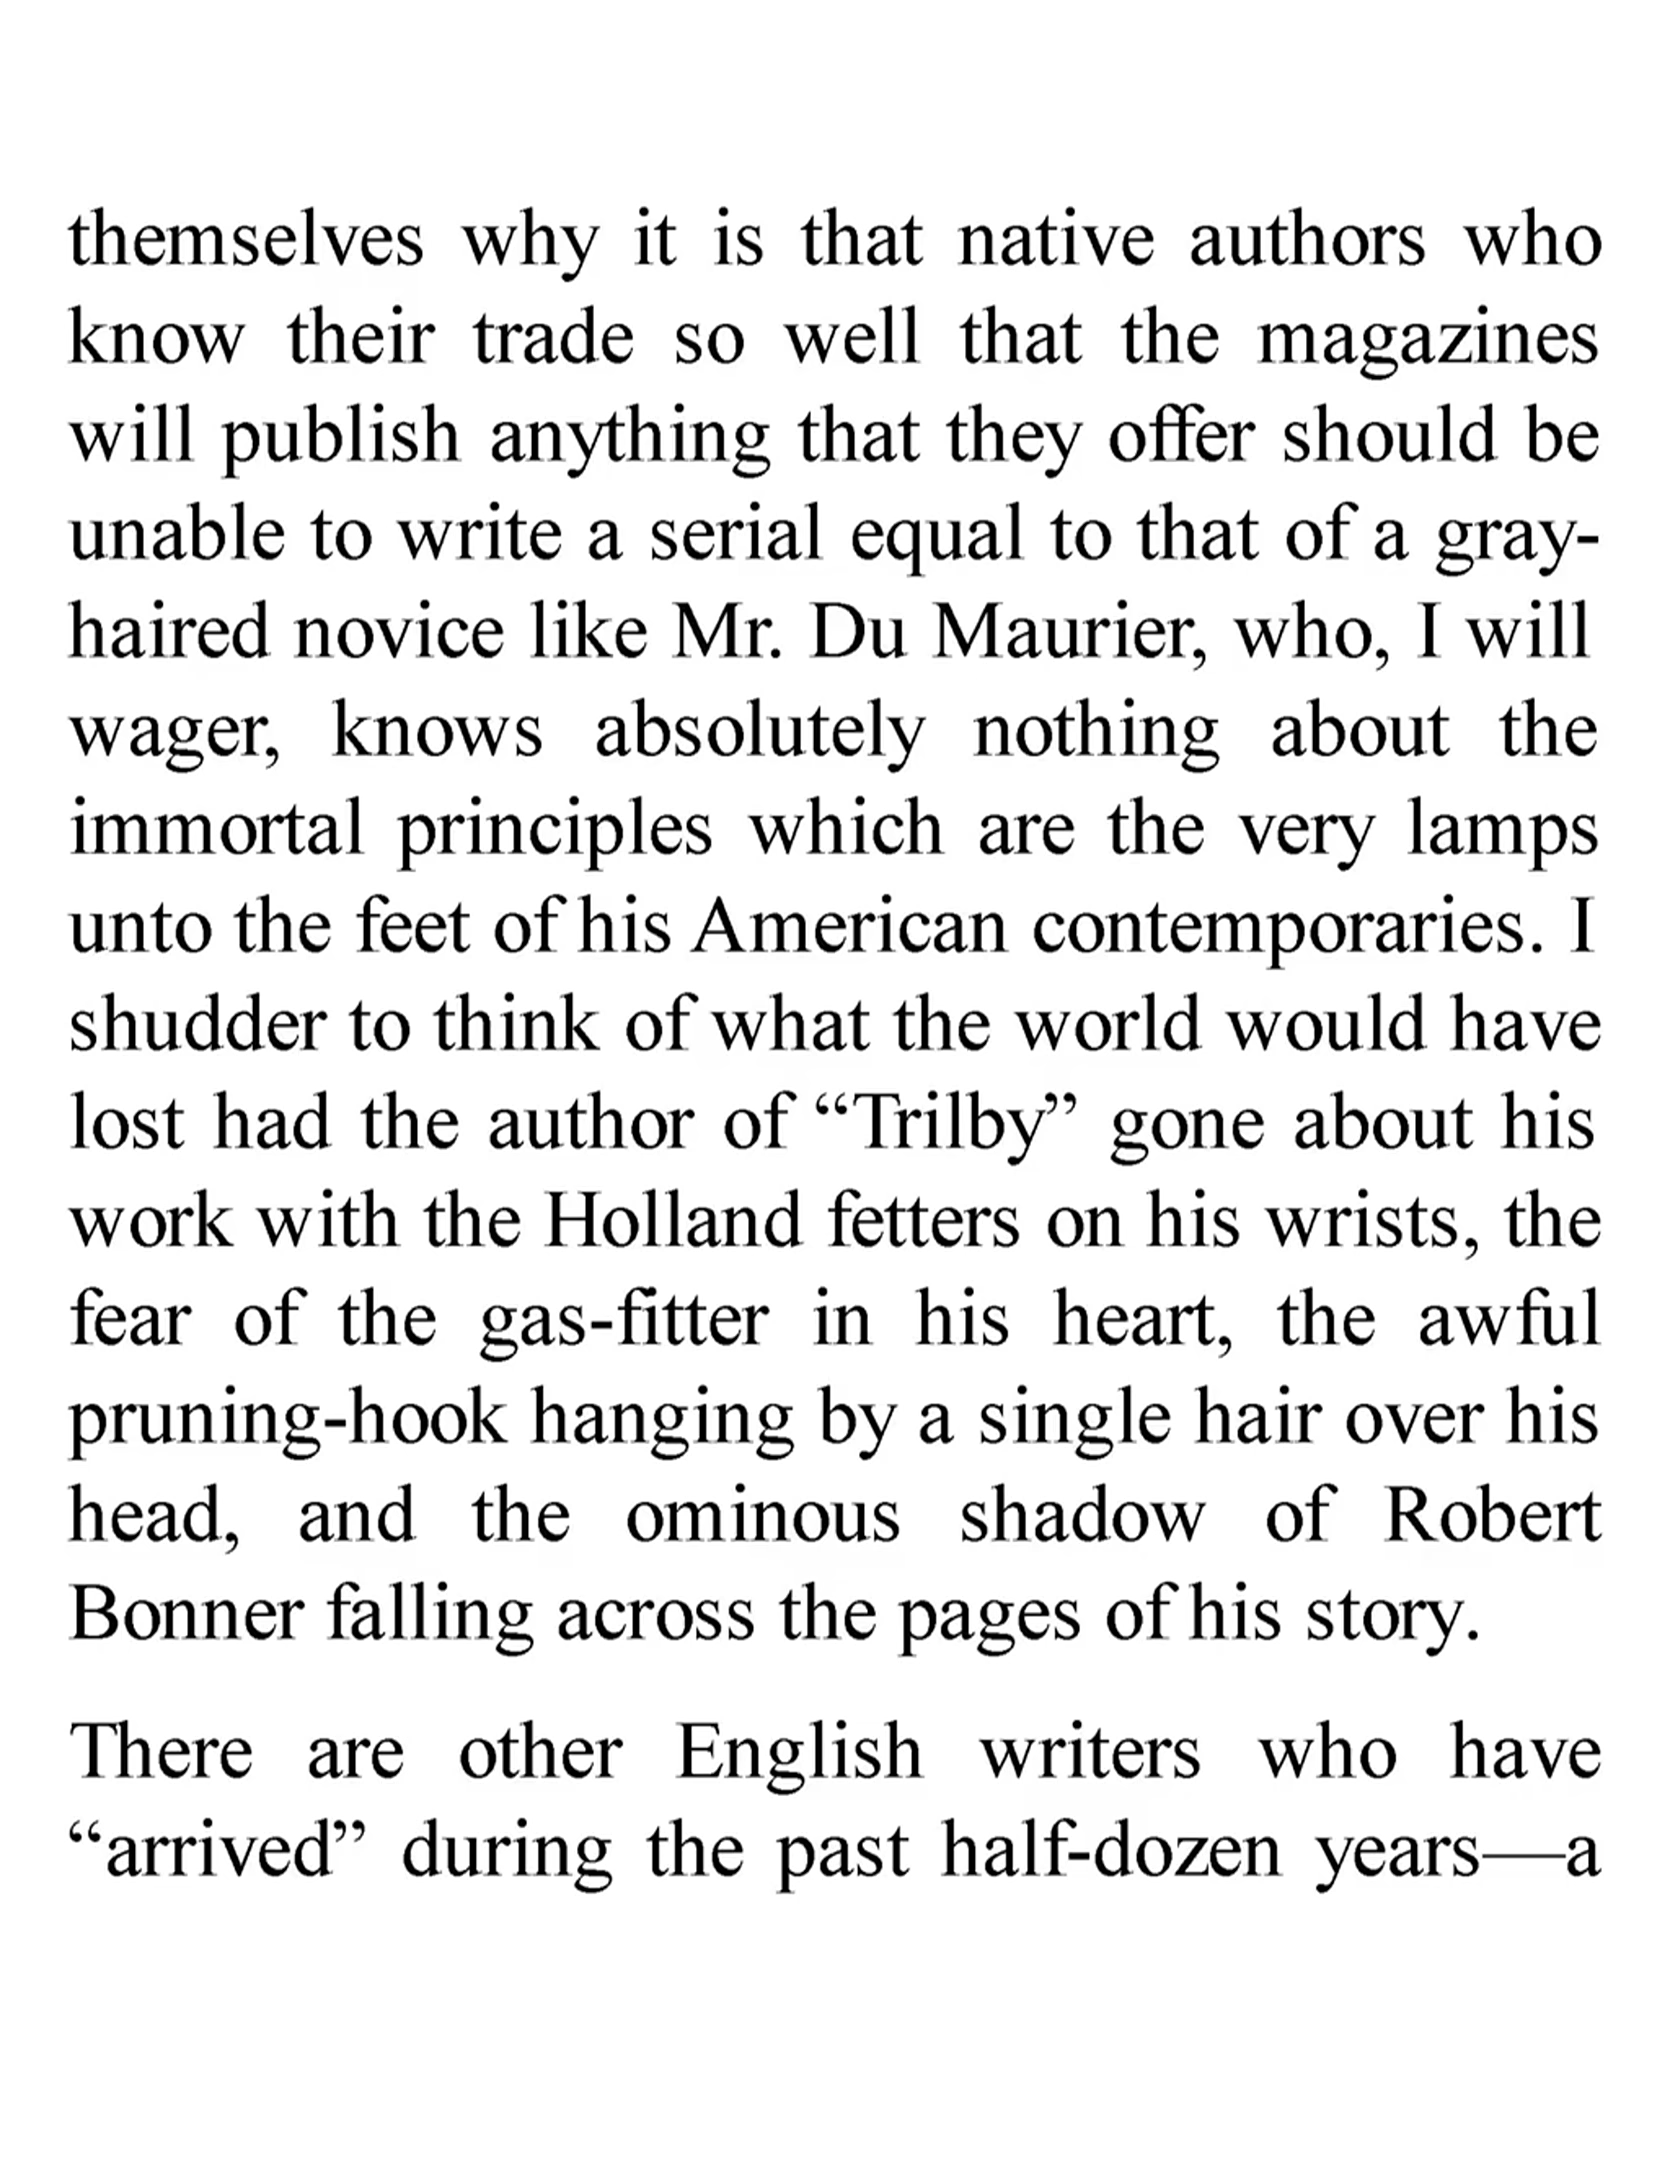 themselves why it is that native authors who
know their trade so well that the magazines
will publish anything that they offer should be
unable to write a serial equal to that of a gray-
haired novice like Mr. Du Maurier, who, I will
wager, knows absolutely nothing about the
immortal principles which are the very lamps
unto the feet of his American contemporaries. I
shudder to think of what the world would have
lost had the author of “Trilby” gone about his
work with the Holland fetters on his wrists, the
fear of the gas-fitter in his heart, the awful
pruning-hook hanging by a single hair over his
head, and the ominous shadow of Robert
Bonner falling across the pages of his story.
There are other English writers who have
“arrived” during the past half-dozen years—a